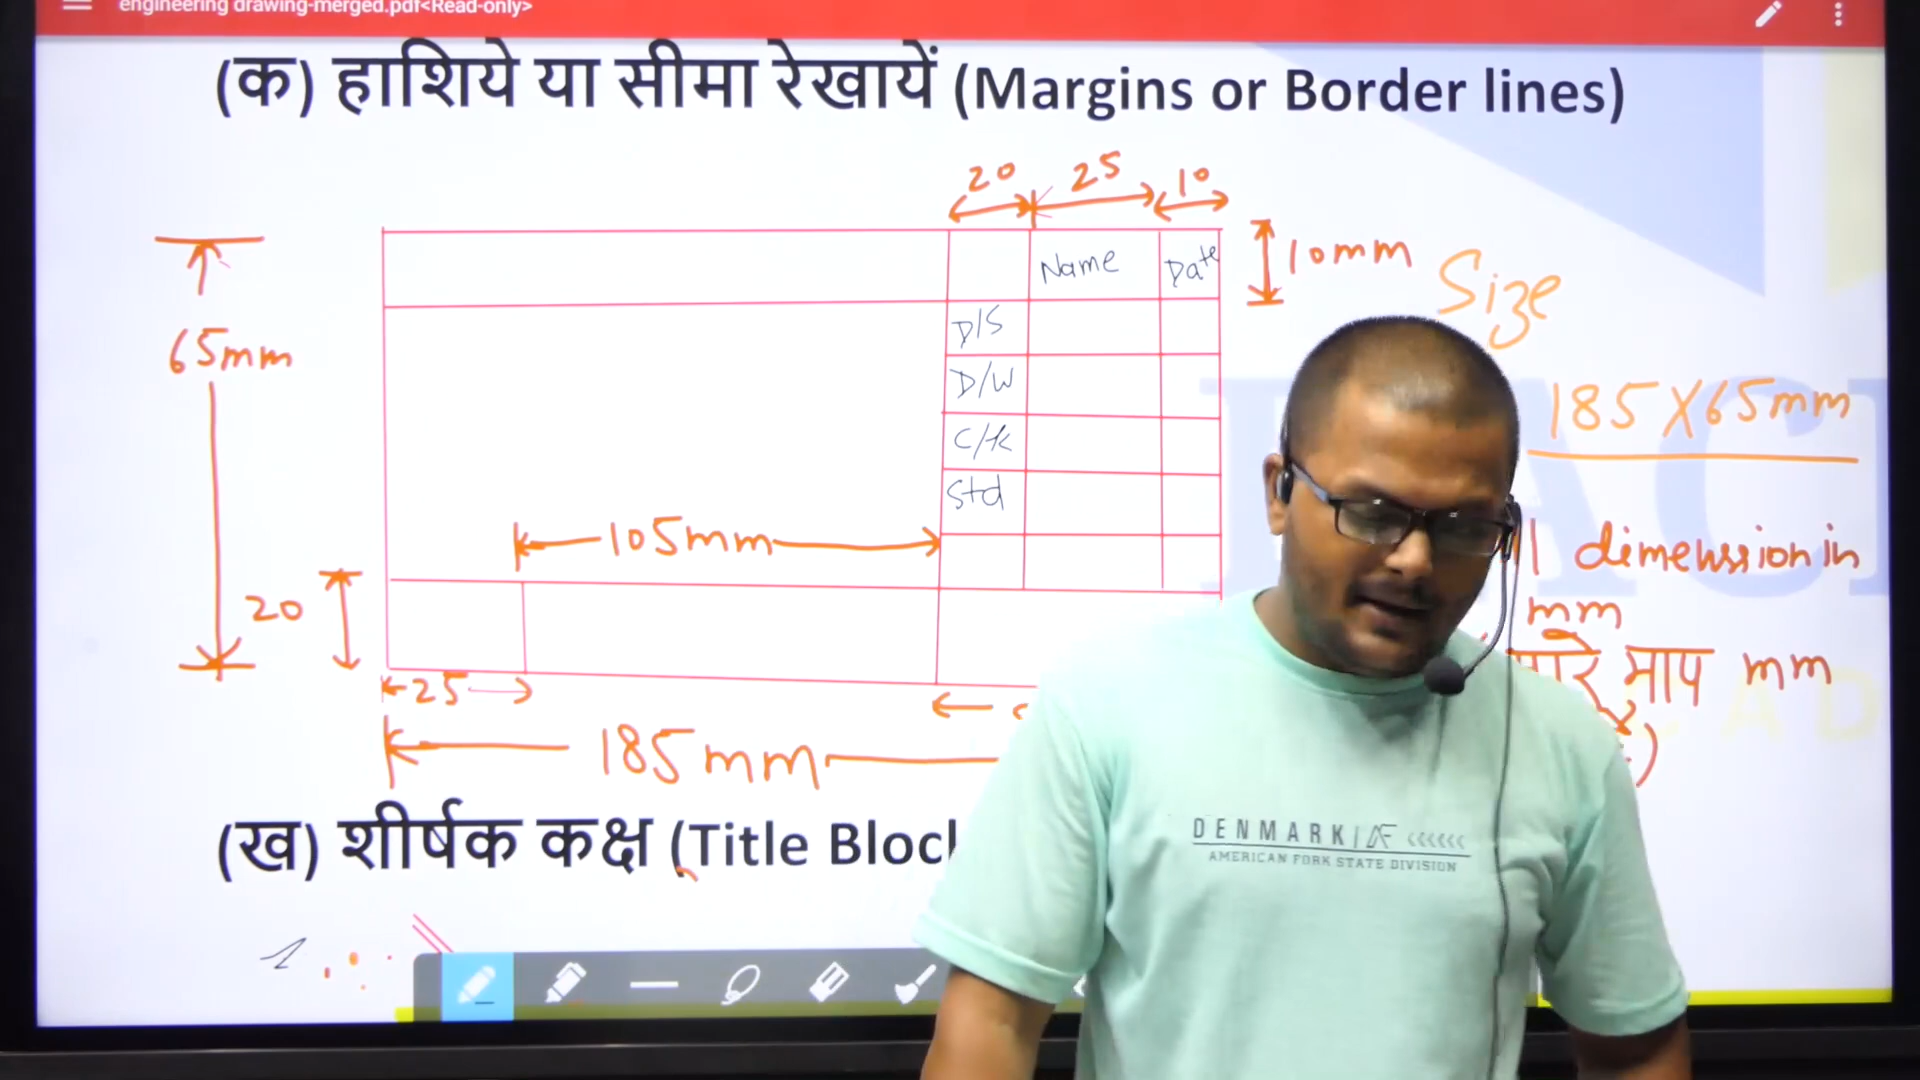 engineering drawing-merged.pdf<Read-only>
(क) हाशिये या सीमा रेखायें (Margins or Border lines)
20 25 10
Name Date
10mm
Size
65mm
D/S
D/W
C/K
Std
185X65mm
105mm
dimension in
mm
20
सारे माप mm
25
185mm
(ख) शीर्षक कक्ष (Title Bloc
DENMARK
AMERICAN FORK STATE DIVISION